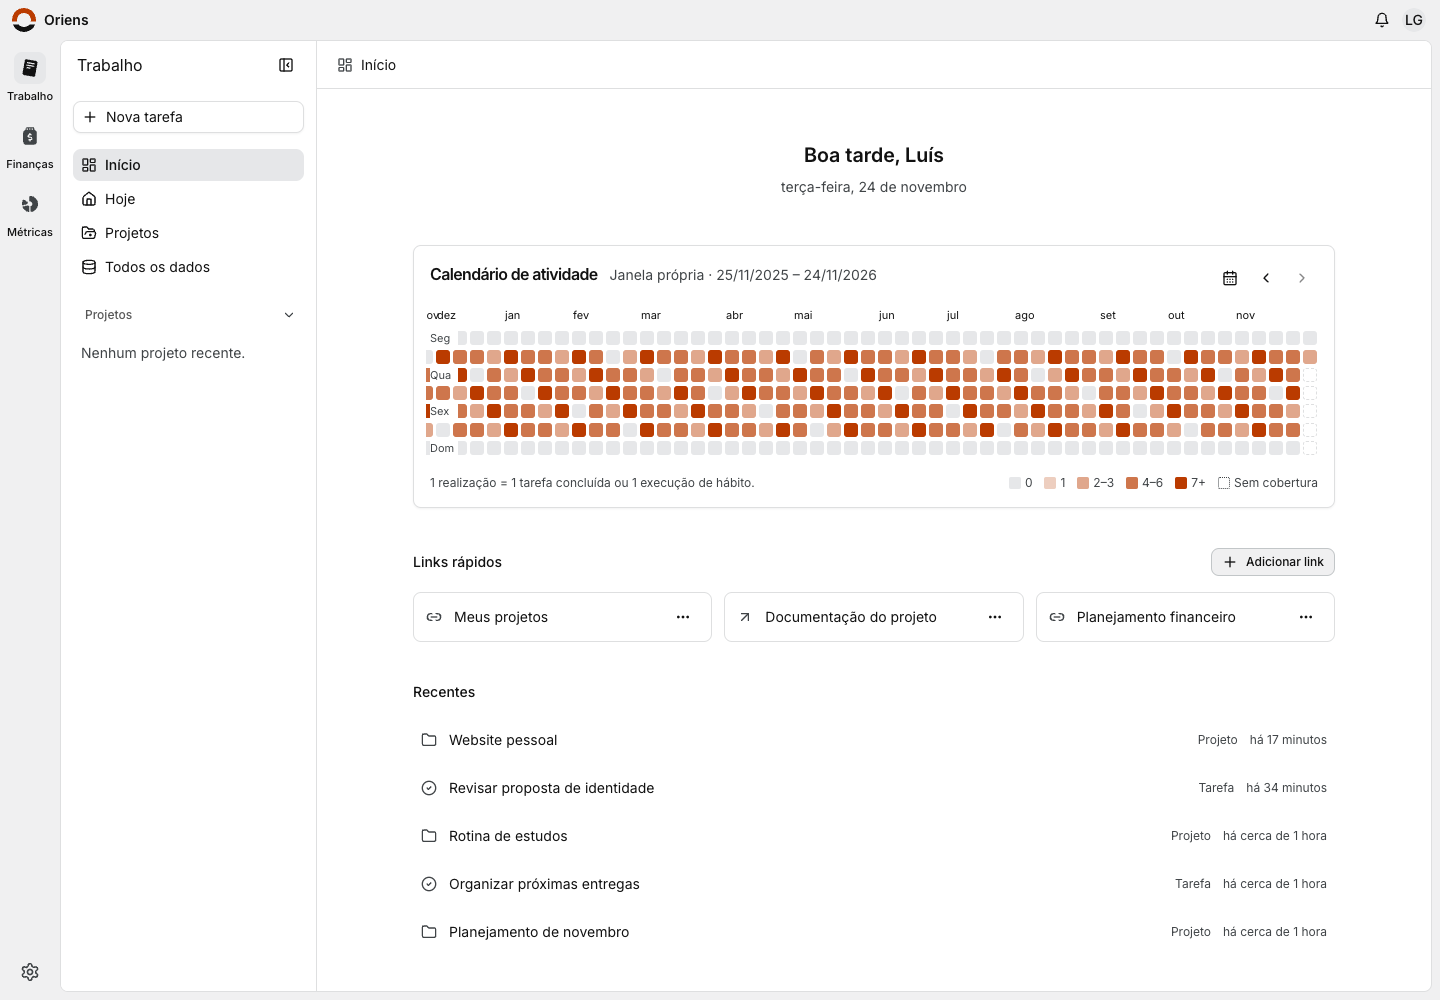 Oriens
LG
Trabalho
Finanças
Métricas
Trabalho
Nova tarefa
Início
Hoje
Projetos
Todos os dados
Projetos
Nenhum projeto recente.
Início
Boa tarde, Luís
terça-feira, 24 de novembro
Calendário de atividade Janela própria · 25/11/2025 – 24/11/2026
ov dez jan fev mar abr mai jun jul ago set out nov
Seg
Qua
Sex
Dom
1 realização = 1 tarefa concluída ou 1 execução de hábito.
0 1 2–3 4–6 7+ Sem cobertura
Links rápidos
Adicionar link
Meus projetos
Documentação do projeto
Planejamento financeiro
Recentes
Website pessoal Projeto há 17 minutos
Revisar proposta de identidade Tarefa há 34 minutos
Rotina de estudos Projeto há cerca de 1 hora
Organizar próximas entregas Tarefa há cerca de 1 hora
Planejamento de novembro Projeto há cerca de 1 hora